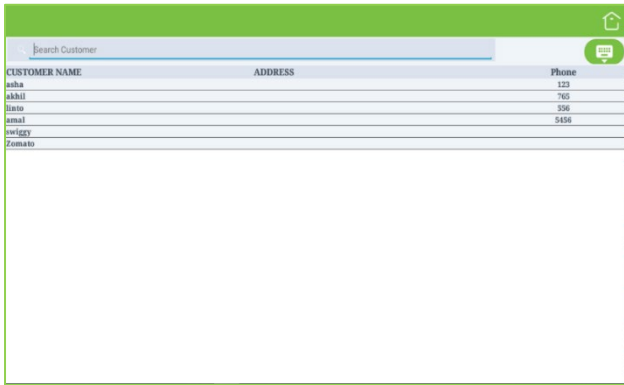 Search Customer
CUSTOMER NAME ADDRESS Phone
asha 123
akhil 765
linto 556
amal 5456
swiggy
Zomato